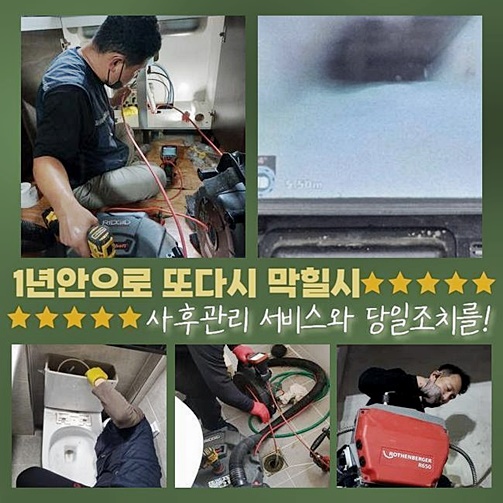 RIDGID
5.50m
1년안으로 또다시 막힐시★★★★★
★★★★★사후관리 서비스와 당일조치를!
ROTHENBERGER
R650